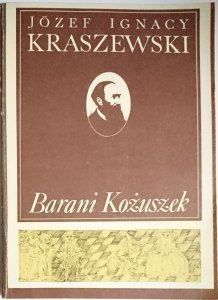 JÓZEF IGNACY
KRASZEWSKI
Barani Kożuszek